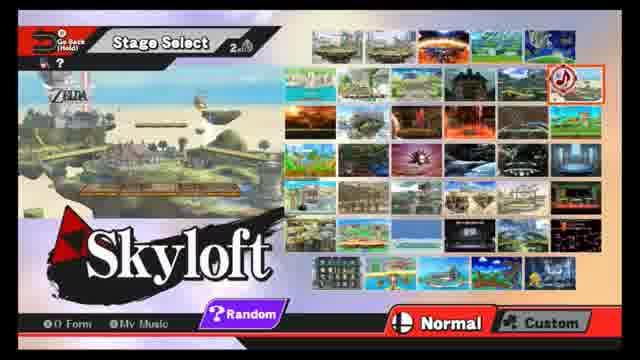 Go Back
(Hold)
Stage Select
2
?
ZELDA
Skyloft
Ω Form
My Music
? Random
Normal
Custom